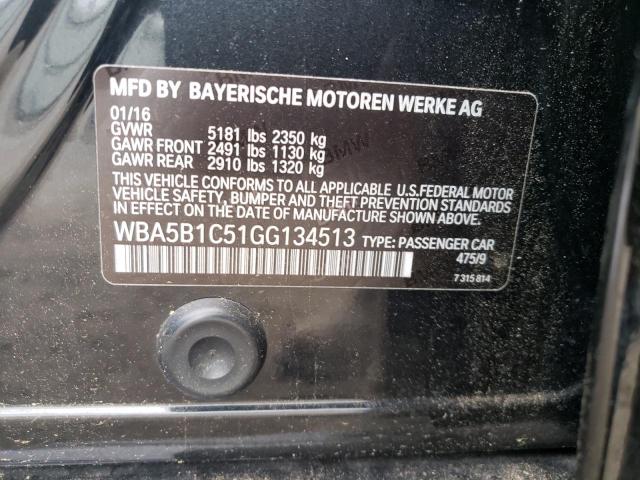 MFD BY BAYERISCHE MOTOREN WERKE AG
01/16
GVWR 5181 lbs 2350 kg
GAWR FRONT 2491 lbs 1130 kg
GAWR REAR 2910 lbs 1320 kg
THIS VEHICLE CONFORMS TO ALL APPLICABLE U.S.FEDERAL MOTOR
VEHICLE SAFETY, BUMPER AND THEFT PREVENTION STANDARDS
IN EFFECT ON THE DATE OF MANUFACTURE SHOWN ABOVE.
WBA5B1C51GG134513 TYPE: PASSENGER CAR
475/9
7 315 814